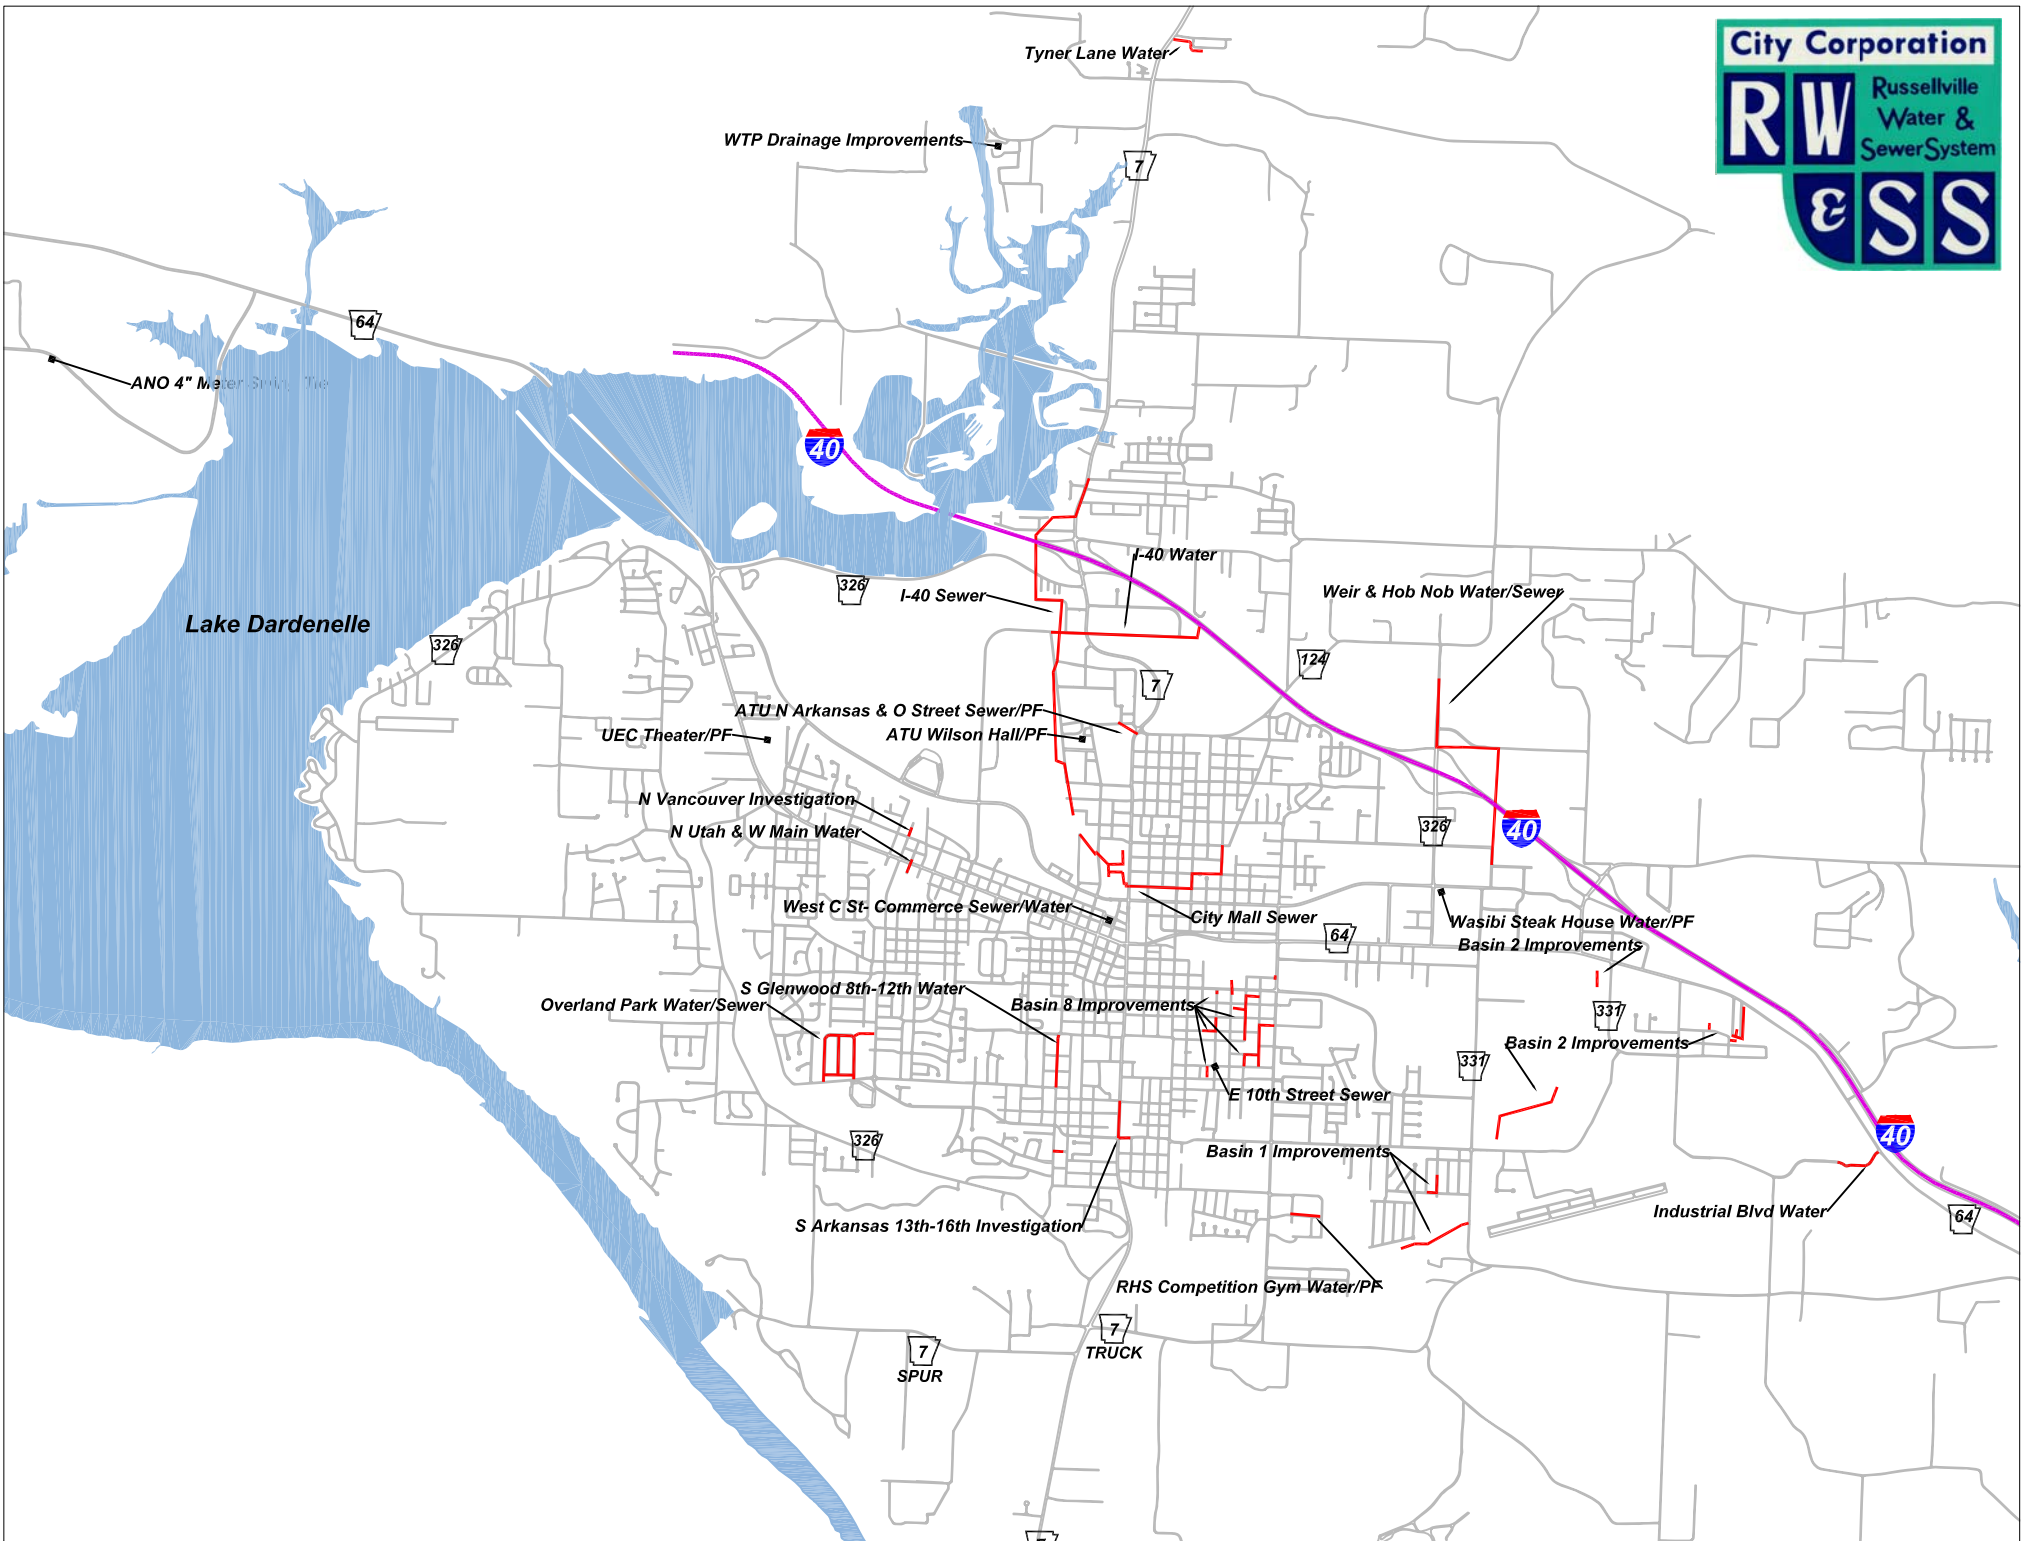 City Corporation
R W
Russellville
Water &
Sewer System
& S S
Tyner Lane Water
WTP Drainage Improvements
7
64
ANO 4" Meter Swing Tie
40
I-40 Water
326
I-40 Sewer
Weir & Hob Nob Water/Sewer
Lake Dardenelle
326
124
7
ATU N Arkansas & O Street Sewer/PF
UEC Theater/PF
ATU Wilson Hall/PF
N Vancouver Investigation
N Utah & W Main Water
326
40
West C St- Commerce Sewer/Water
City Mall Sewer
Wasibi Steak House Water/PF
64
Basin 2 Improvements
S Glenwood 8th-12th Water
Overland Park Water/Sewer
Basin 8 Improvements
331
Basin 2 Improvements
331
E 10th Street Sewer
326
40
Basin 1 Improvements
Industrial Blvd Water
64
S Arkansas 13th-16th Investigation
RHS Competition Gym Water/PF
7
TRUCK
7
SPUR